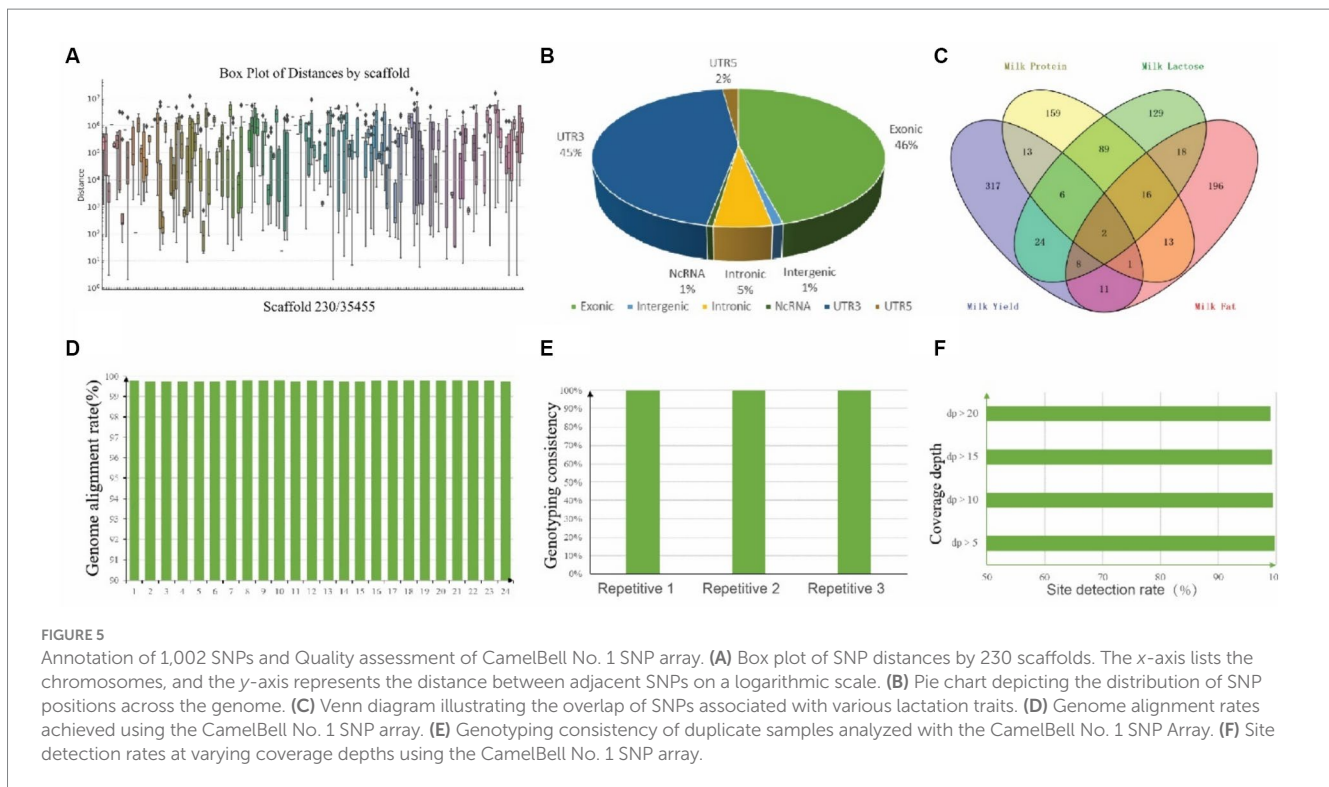 A
Box Plot of Distances by scaffold
Distance
10⁷
10⁶
10⁵
10⁴
10³
10²
10¹
10⁰
Scaffold 230/35455
B
UTR5
2%
UTR3
45%
Exonic
46%
NcRNA
1%
Intronic
5%
Intergenic
1%
Exonic Intergenic Intronic NcRNA UTR3 UTR5
C
Milk Protein Milk Lactose
159 129
13 89 18
317 6 16 196
2
24 13
8 1
11
Milk Yield Milk Fat
D
Genome alignment rate(%)
100
99
98
97
96
95
94
93
92
91
90
1 2 3 4 5 6 7 8 9 10 11 12 13 14 15 16 17 18 19 20 21 22 23 24
E
Genotyping consistency
100%
90%
80%
70%
60%
50%
40%
30%
20%
10%
0%
Repetitive 1 Repetitive 2 Repetitive 3
F
Coverage depth
dp > 20
dp > 15
dp > 10
dp > 5
50 60 70 80 90 100
Site detection rate (%)
FIGURE 5
Annotation of 1,002 SNPs and Quality assessment of CamelBell No. 1 SNP array. (A) Box plot of SNP distances by 230 scaffolds. The x-axis lists the
chromosomes, and the y-axis represents the distance between adjacent SNPs on a logarithmic scale. (B) Pie chart depicting the distribution of SNP
positions across the genome. (C) Venn diagram illustrating the overlap of SNPs associated with various lactation traits. (D) Genome alignment rates
achieved using the CamelBell No. 1 SNP array. (E) Genotyping consistency of duplicate samples analyzed with the CamelBell No. 1 SNP Array. (F) Site
detection rates at varying coverage depths using the CamelBell No. 1 SNP array.